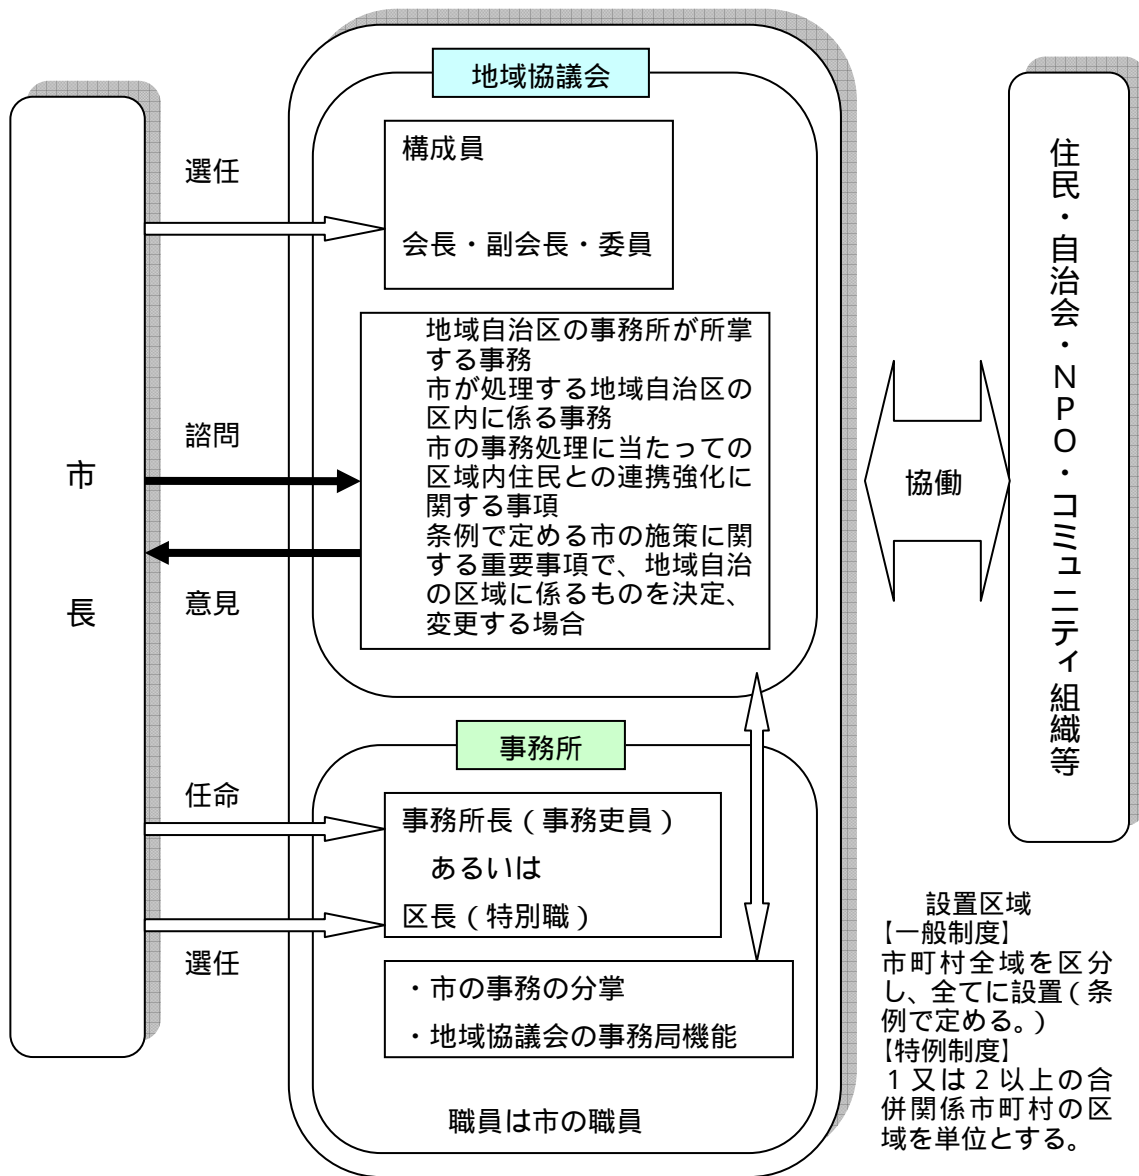 市長
選任
諮問
意見
任命
選任
地域協議会
構成員
会長・副会長・委員
地域自治区の事務所が所掌
する事務
市が処理する地域自治区の
区内に係る事務
市の事務処理に当たっての
区域内住民との連携強化に
関する事項
条例で定める市の施策に関
する重要事項で、地域自治
の区域に係るものを決定、
変更する場合
事務所
事務所長(事務吏員)
あるいは
区長(特別職)
・市の事務の分掌
・地域協議会の事務局機能
職員は市の職員
協働
住民・自治会・NPO・コミュニティ組織等
設置区域
【一般制度】
市町村全域を区分
し、全てに設置(条
例で定める。)
【特例制度】
1又は2以上の合
併関係市町村の区
域を単位とする。